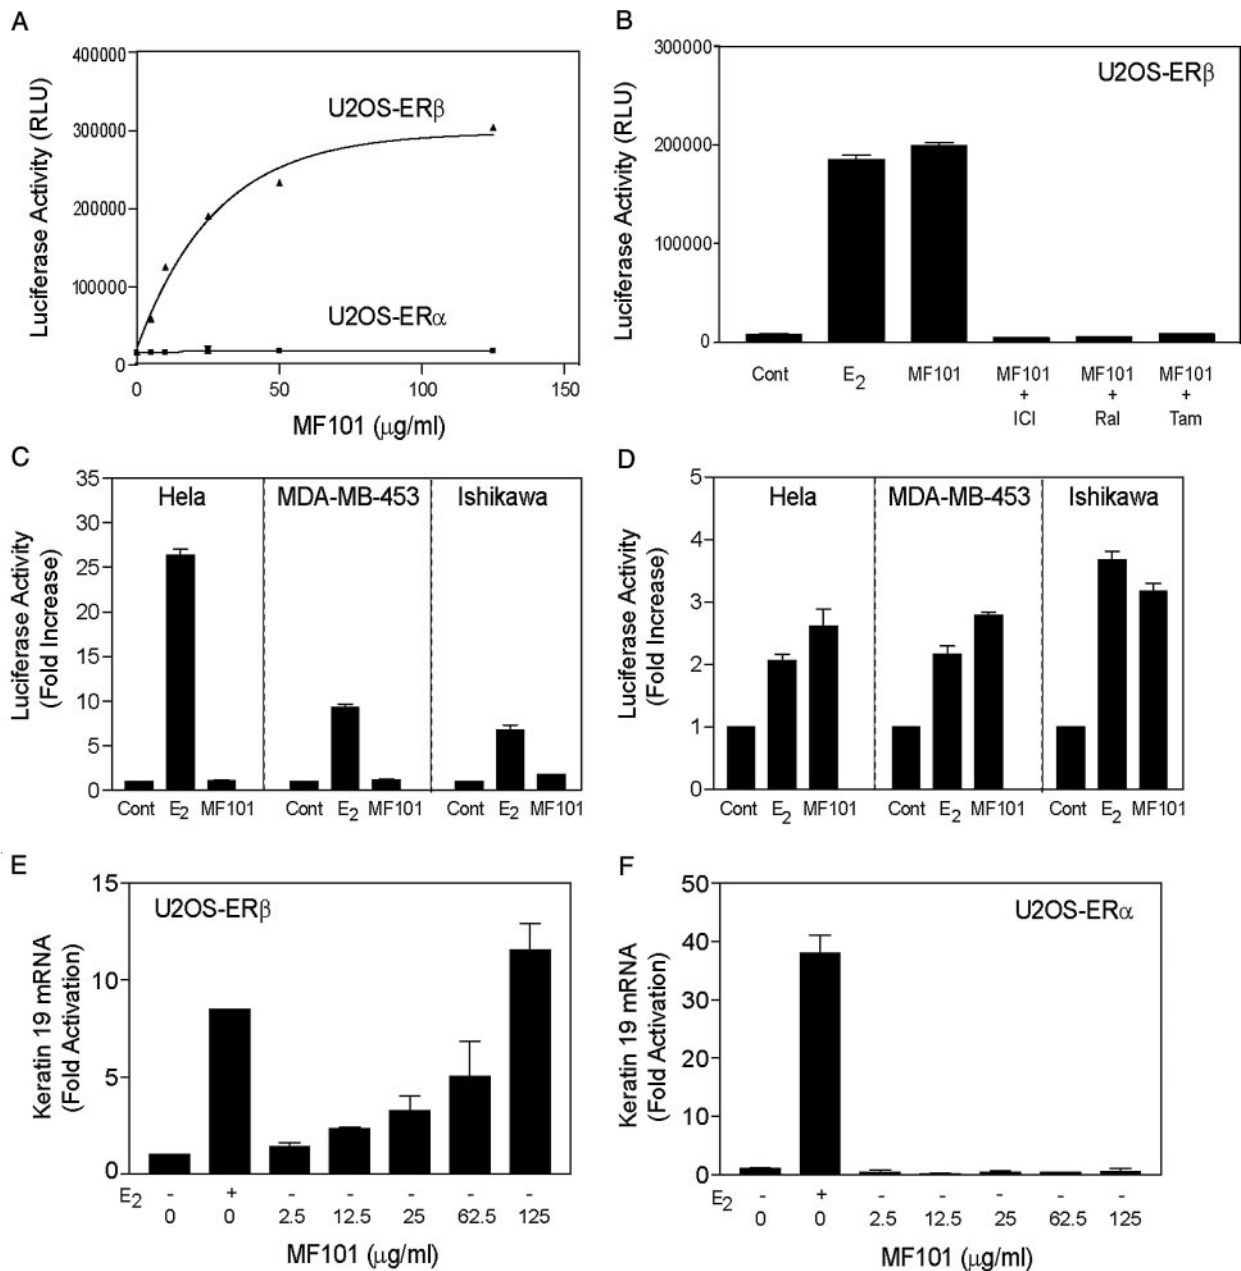 A
400000
300000
200000
100000
0
Luciferase Activity (RLU)
U2OS-ERβ
U2OS-ERα
0 50 100 150
MF101 (μg/ml)
B
300000
200000
100000
0
Luciferase Activity (RLU)
U2OS-ERβ
Cont E2 MF101 MF101 MF101 MF101
+ + +
ICI Ral Tam
C
35
30
25
20
15
10
5
0
Luciferase Activity
(Fold Increase)
Hela MDA-MB-453 Ishikawa
Cont E2 MF101 Cont E2 MF101 Cont E2 MF101
D
5
4
3
2
1
0
Luciferase Activity
(Fold Increase)
Hela MDA-MB-453 Ishikawa
Cont E2 MF101 Cont E2 MF101 Cont E2 MF101
E
15
10
5
0
Keratin 19 mRNA
(Fold Activation)
U2OS-ERβ
E2 - + - - - - -
0 0 2.5 12.5 25 62.5 125
MF101 (μg/ml)
F
50
40
30
20
10
0
Keratin 19 mRNA
(Fold Activation)
U2OS-ERα
E2 - + - - - - -
0 0 2.5 12.5 25 62.5 125
MF101 (μg/ml)